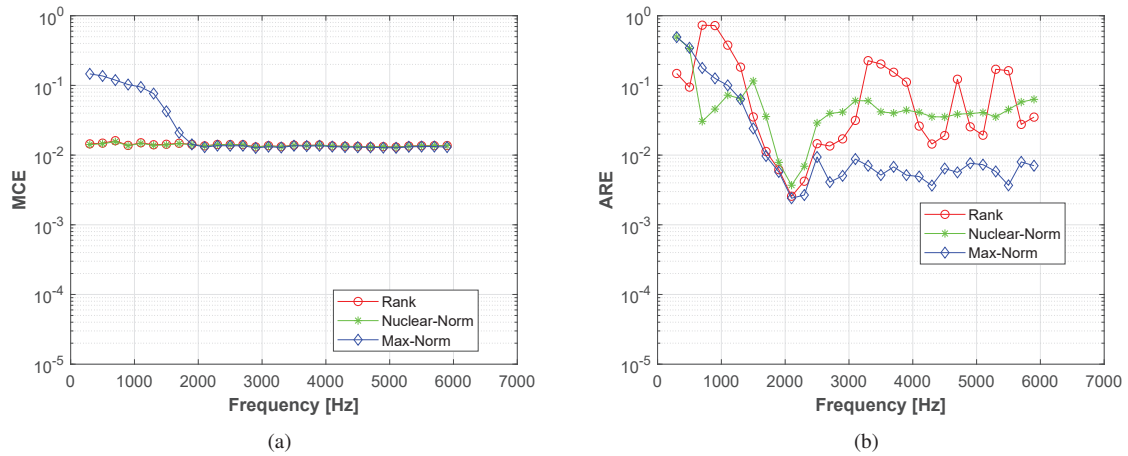 10^0
10^-1
10^-2
10^-3
10^-4
10^-5
MCE
0 1000 2000 3000 4000 5000 6000 7000
Frequency [Hz]
Rank
Nuclear-Norm
Max-Norm
(a)
10^0
10^-1
10^-2
10^-3
10^-4
10^-5
ARE
0 1000 2000 3000 4000 5000 6000 7000
Frequency [Hz]
Rank
Nuclear-Norm
Max-Norm
(b)